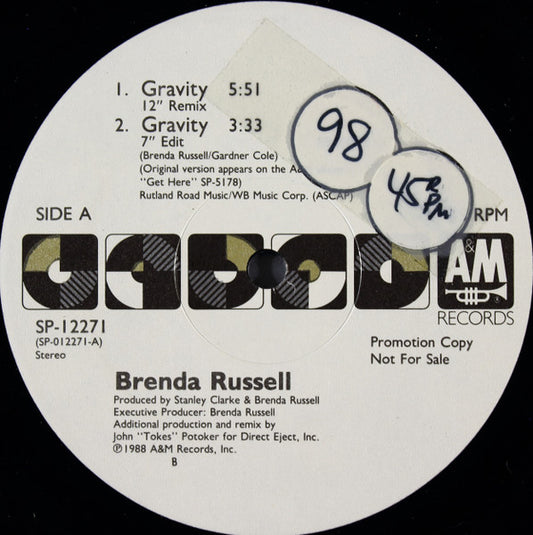 1. Gravity 5:51
12" Remix
2. Gravity 3:33
7" Edit
(Brenda Russell/Gardner Cole)
(Original version appears on the
"Get Here" SP-5178)
Rutland Road Music/WB Music Corp. (ASCAP)
98
45 RPM
SIDE A
RPM
A&M
RECORDS
SP-12271
(SP-012271-A)
Stereo
Promotion Copy
Not For Sale
Brenda Russell
Produced by Stanley Clarke & Brenda Russell
Executive Producer: Brenda Russell
Additional production and remix by
John "Tokes" Potoker for Direct Eject, Inc.
℗1988 A&M Records, Inc.
B